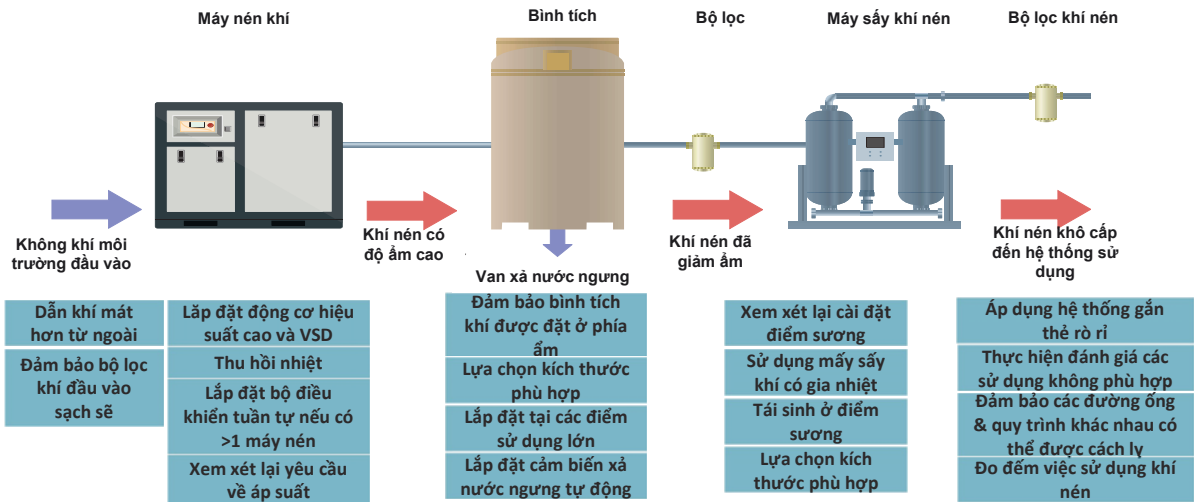 Máy nén khí
Bình tích
Bộ lọc
Máy sấy khí nén
Bộ lọc khí nén
Không khí môi
trường đầu vào
Khí nén có
độ ẩm cao
Van xả nước ngưng
Khí nén đã
giảm ẩm
Khí nén khô cấp
đến hệ thống sử
dụng
Dẫn khí mát
hơn từ ngoài
Đảm bảo bộ lọc
khí đầu vào
sạch sẽ
Lăp đặt động cơ hiệu
suất cao và VSD
Thu hồi nhiệt
Lắp đặt bộ điều
khiển tuần tự nếu có
>1 máy nén
Xem xét lại yêu cầu
về áp suất
Đảm bảo bình tích
khí được đặt ở phía
ẩm
Lựa chọn kích thước
phù hợp
Lắp đặt tại các điểm
sử dụng lớn
Lắp đặt cảm biến xả
nước ngưng tự động
Xem xét lại cài đặt
điểm sương
Sử dụng mấy sấy
khí có gia nhiệt
Tái sinh ở điểm
sương
Lựa chọn kích
thước phù hợp
Áp dụng hệ thống gắn
thẻ rò rỉ
Thực hiện đánh giá các
sử dụng không phù hợp
Đảm bảo các đường ống
& quy trình khác nhau có
thể được cách ly
Đo đếm việc sử dụng khí
nén